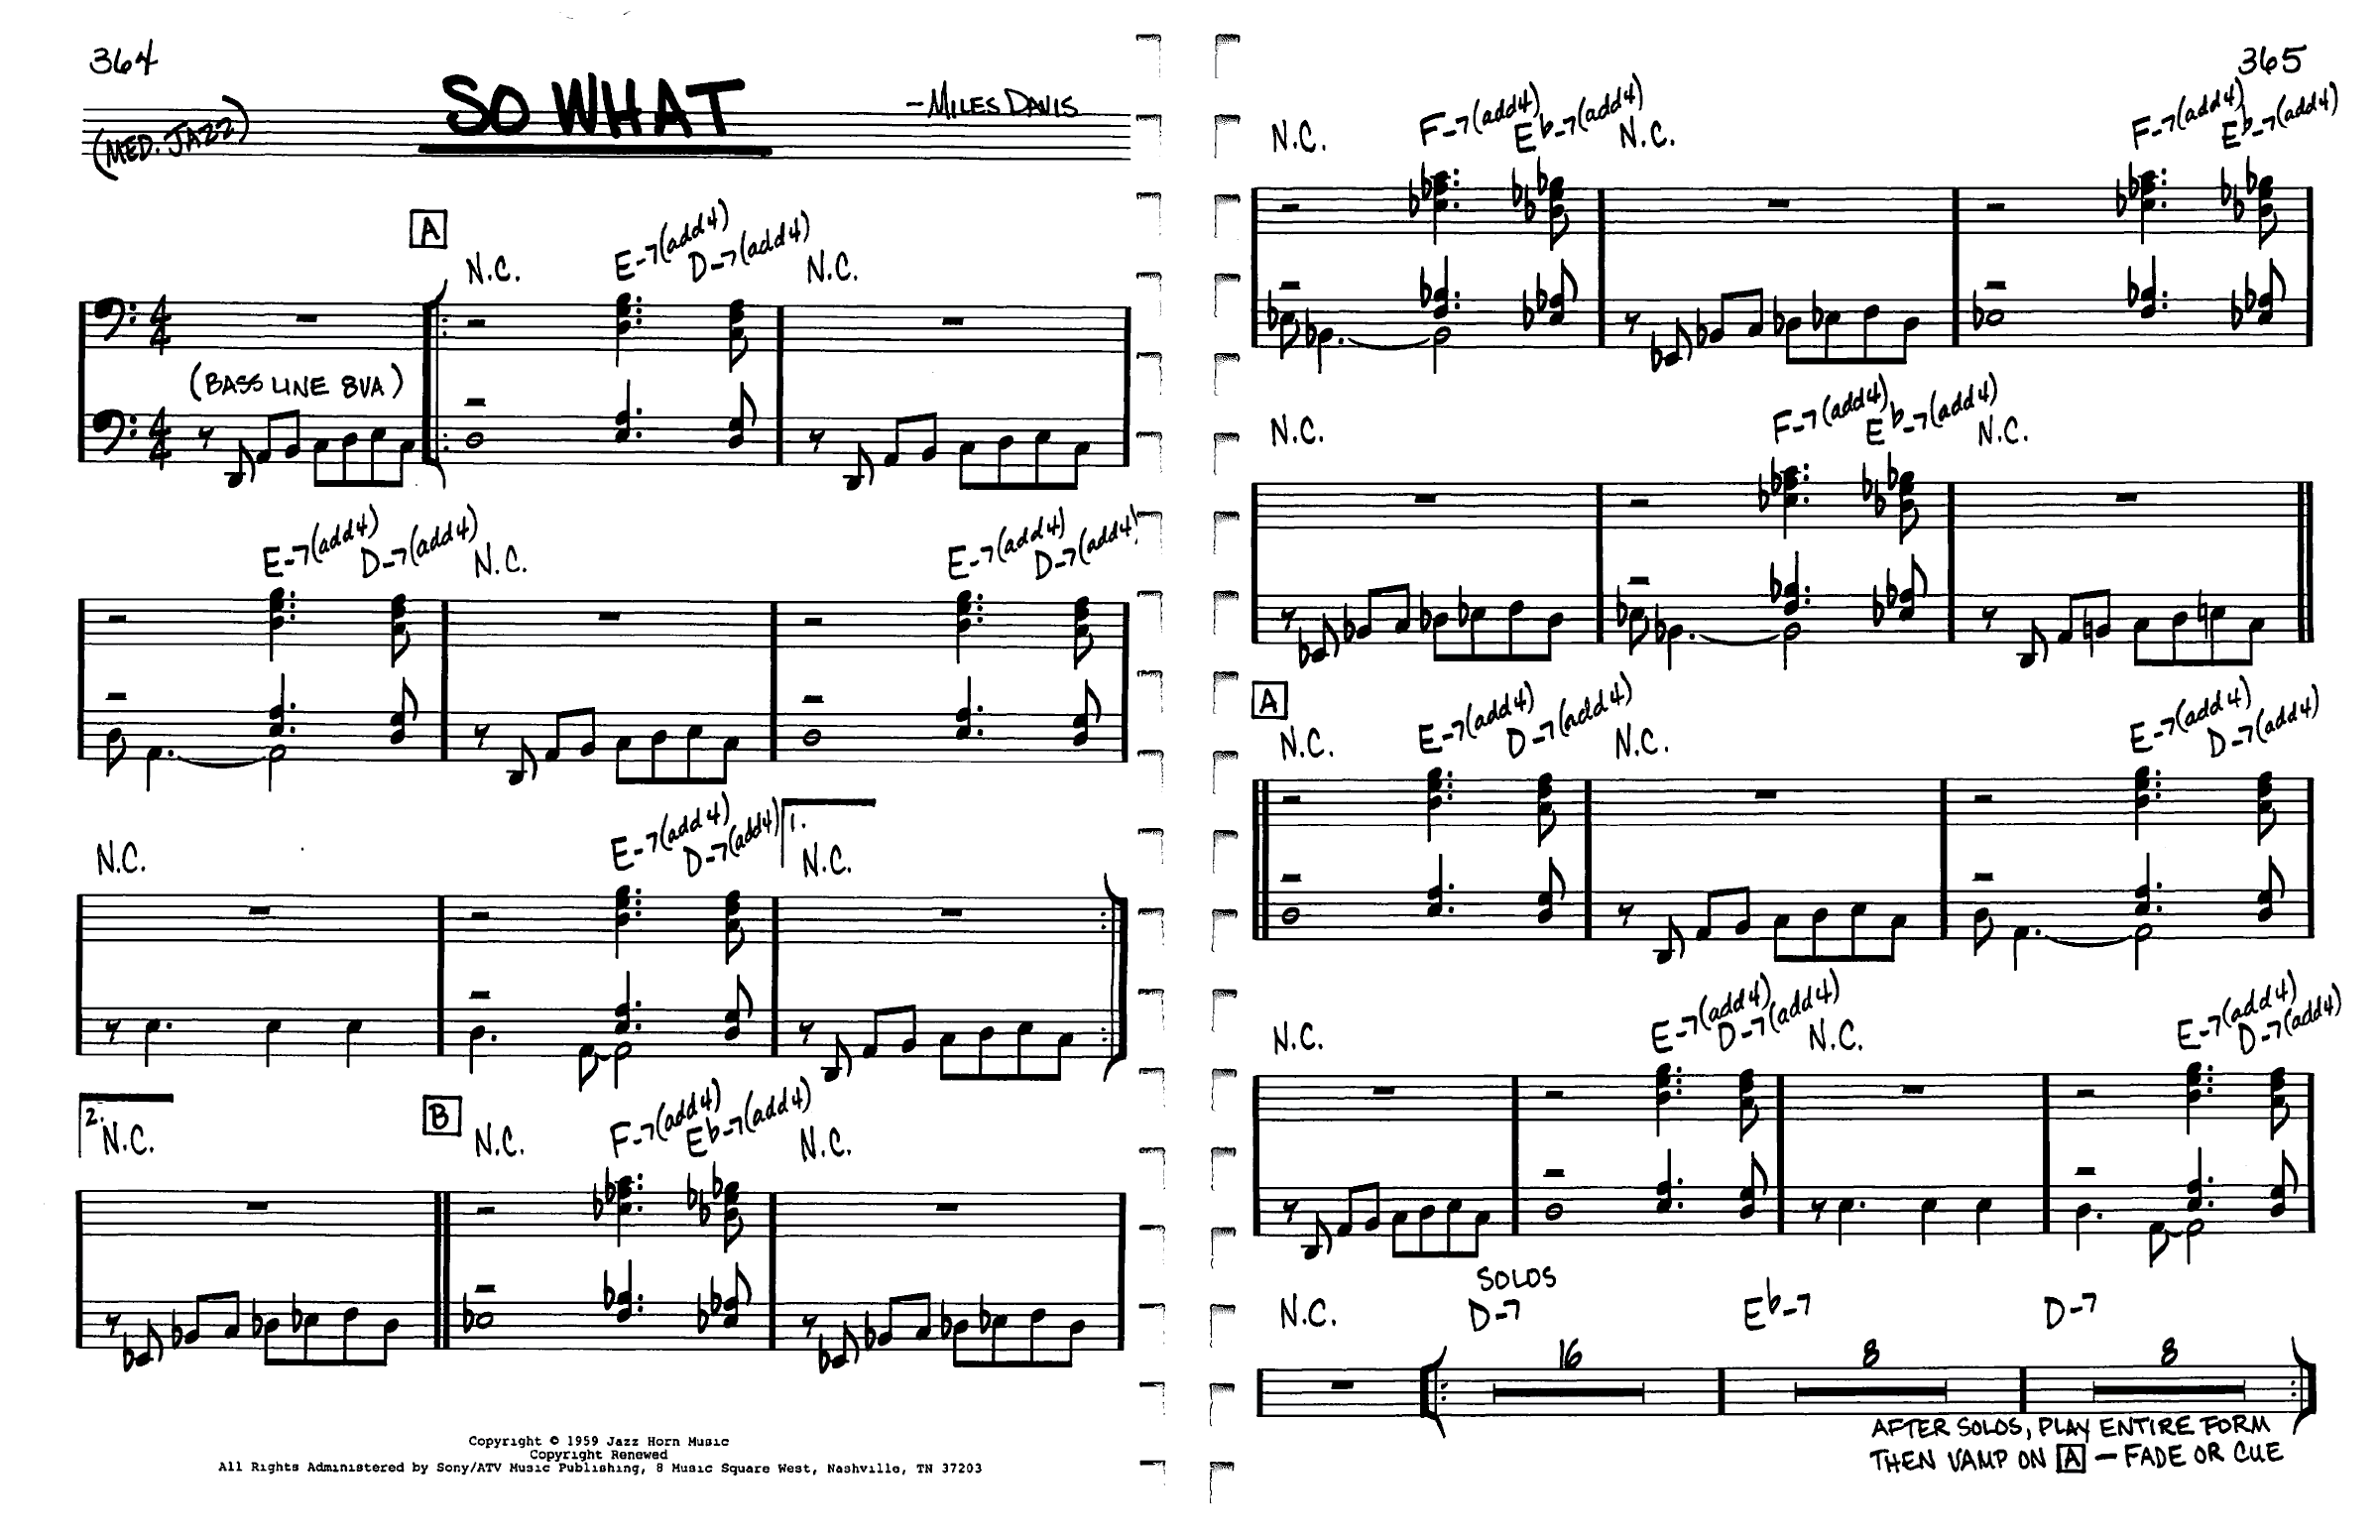 364
SO WHAT
(MED. JAZZ)
–MILES DAVIS
A
N.C. E-7(add4) D-7(add4) N.C.
4 4
(BASS LINE 8VA)
4 4
E-7(add4) D-7(add4) N.C. E-7(add4) D-7(add4)
N.C. E-7(add4) D-7(add4) 1. N.C.
2. N.C. B N.C. F-7(add4) E♭-7(add4) N.C.
Copyright © 1959 Jazz Horn Music
Copyright Renewed
All Rights Administered by Sony/ATV Music Publishing, 8 Music Square West, Nashville, TN 37203
365
N.C. F-7(add4) E♭-7(add4) N.C. F-7(add4) E♭-7(add4)
N.C. F-7(add4) E♭-7(add4) N.C.
A
N.C. E-7(add4) D-7(add4) N.C. E-7(add4) D-7(add4)
N.C. E-7(add4) D-7(add4) N.C. E-7(add4) D-7(add4)
SOLOS
N.C. D-7 E♭-7 D-7
16 8 8
AFTER SOLOS, PLAY ENTIRE FORM
THEN VAMP ON A – FADE OR CUE